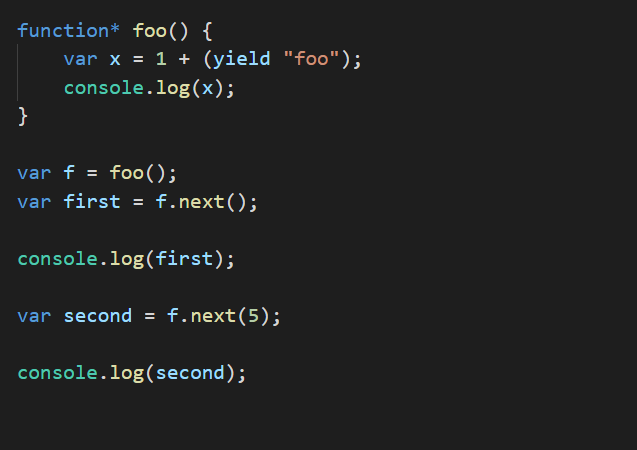 function* foo() {
    var x = 1 + (yield "foo");
    console.log(x);
}
var f = foo();
var first = f.next();
console.log(first);
var second = f.next(5);
console.log(second);